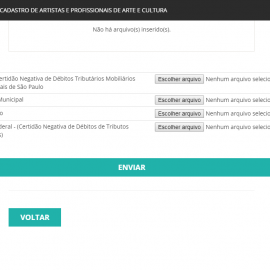 CADASTRO DE ARTISTAS E PROFISSIONAIS DE ARTE E CULTURA
Não há arquivo(s) inserido(s).
ertidão Negativa de Débitos Tributários Mobiliários
ais de São Paulo
Escolher arquivo Nenhum arquivo selecio
Municipal
Escolher arquivo Nenhum arquivo selecio
o
Escolher arquivo Nenhum arquivo selecio
deral - (Certidão Negativa de Débitos de Tributos
s)
Escolher arquivo Nenhum arquivo selecio
ENVIAR
VOLTAR